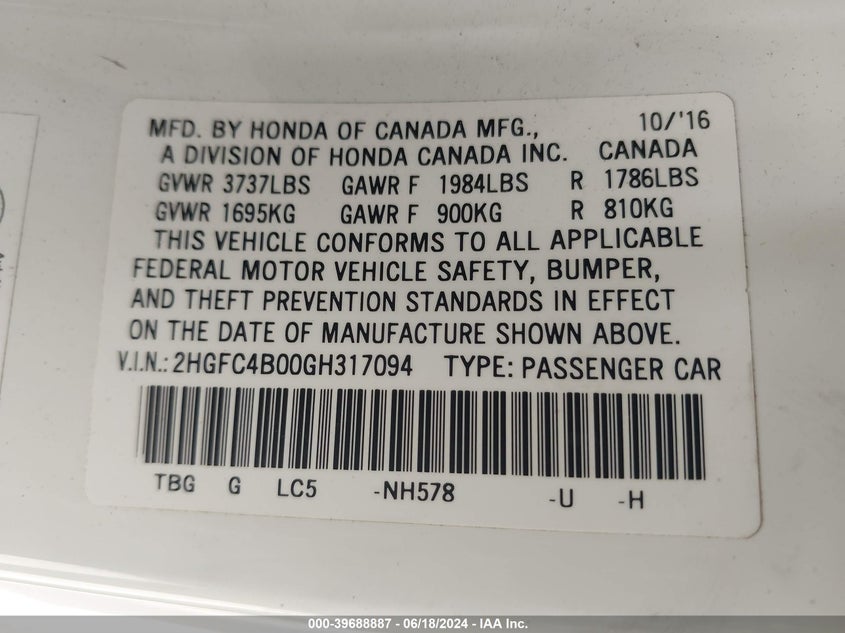 MFD. BY HONDA OF CANADA MFG., 10/'16
A DIVISION OF HONDA CANADA INC. CANADA
GVWR 3737LBS GAWR F 1984LBS R 1786LBS
GVWR 1695KG GAWR F 900KG R 810KG
THIS VEHICLE CONFORMS TO ALL APPLICABLE
FEDERAL MOTOR VEHICLE SAFETY, BUMPER,
AND THEFT PREVENTION STANDARDS IN EFFECT
ON THE DATE OF MANUFACTURE SHOWN ABOVE.
V.I.N.: 2HGFC4B00GH317094 TYPE: PASSENGER CAR
TBG G LC5 -NH578 -U -H
000-39688887 - 06/18/2024 - IAA Inc.